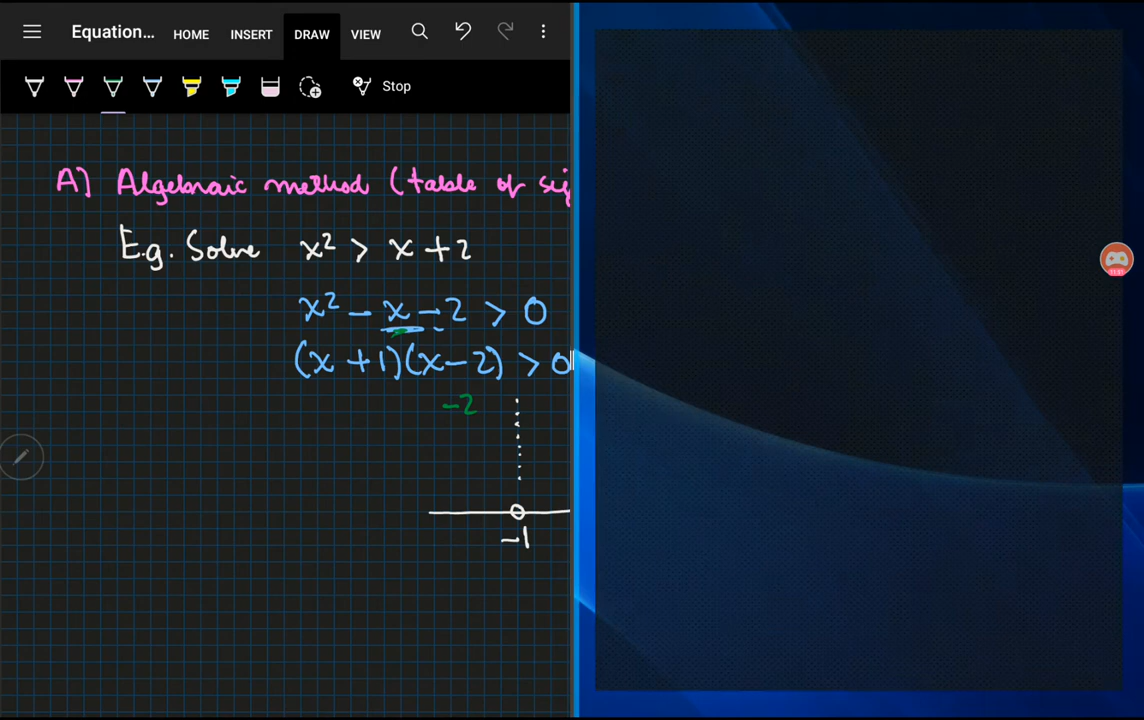 Equation... HOME INSERT DRAW VIEW
Stop
A) Algebraic method (table of sig
E.g. Solve x² > x + 2
x² - x - 2 > 0
(x + 1)(x - 2) > 0
-2
-1